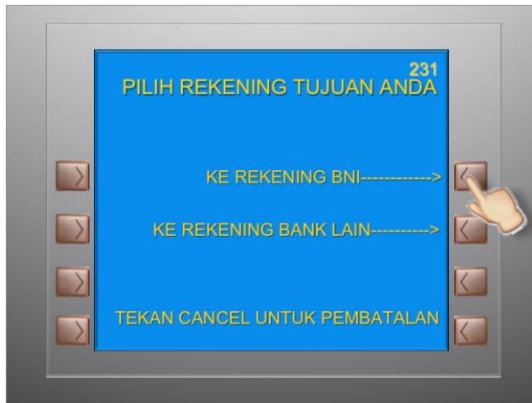 231
PILIH REKENING TUJUAN ANDA
KE REKENING BNI------------>
KE REKENING BANK LAIN---------->
TEKAN CANCEL UNTUK PEMBATALAN